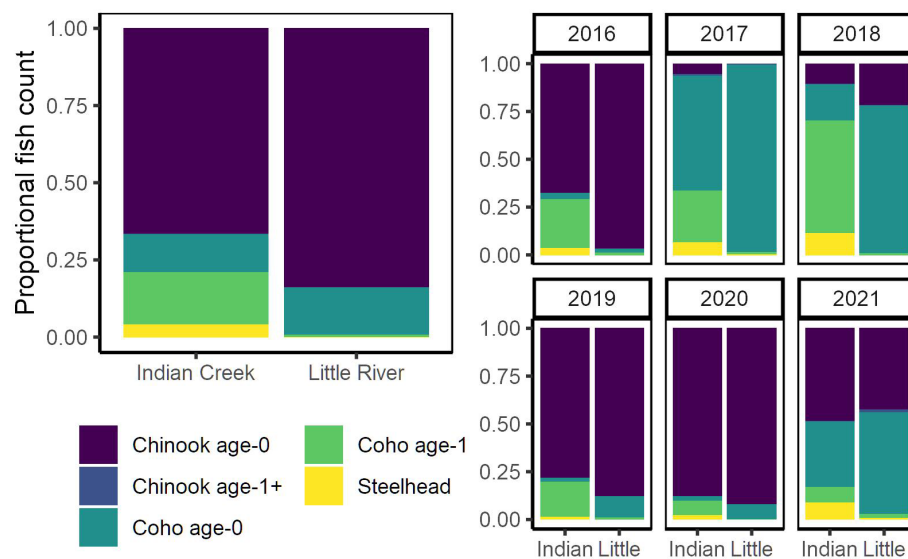 Proportional fish count
1.00
0.75
0.50
0.25
0.00
Indian Creek Little River
Chinook age-0
Chinook age-1+
Coho age-0
Coho age-1
Steelhead
2016 2017 2018
1.00
0.75
0.50
0.25
0.00
2019 2020 2021
1.00
0.75
0.50
0.25
0.00
Indian Little Indian Little Indian Little